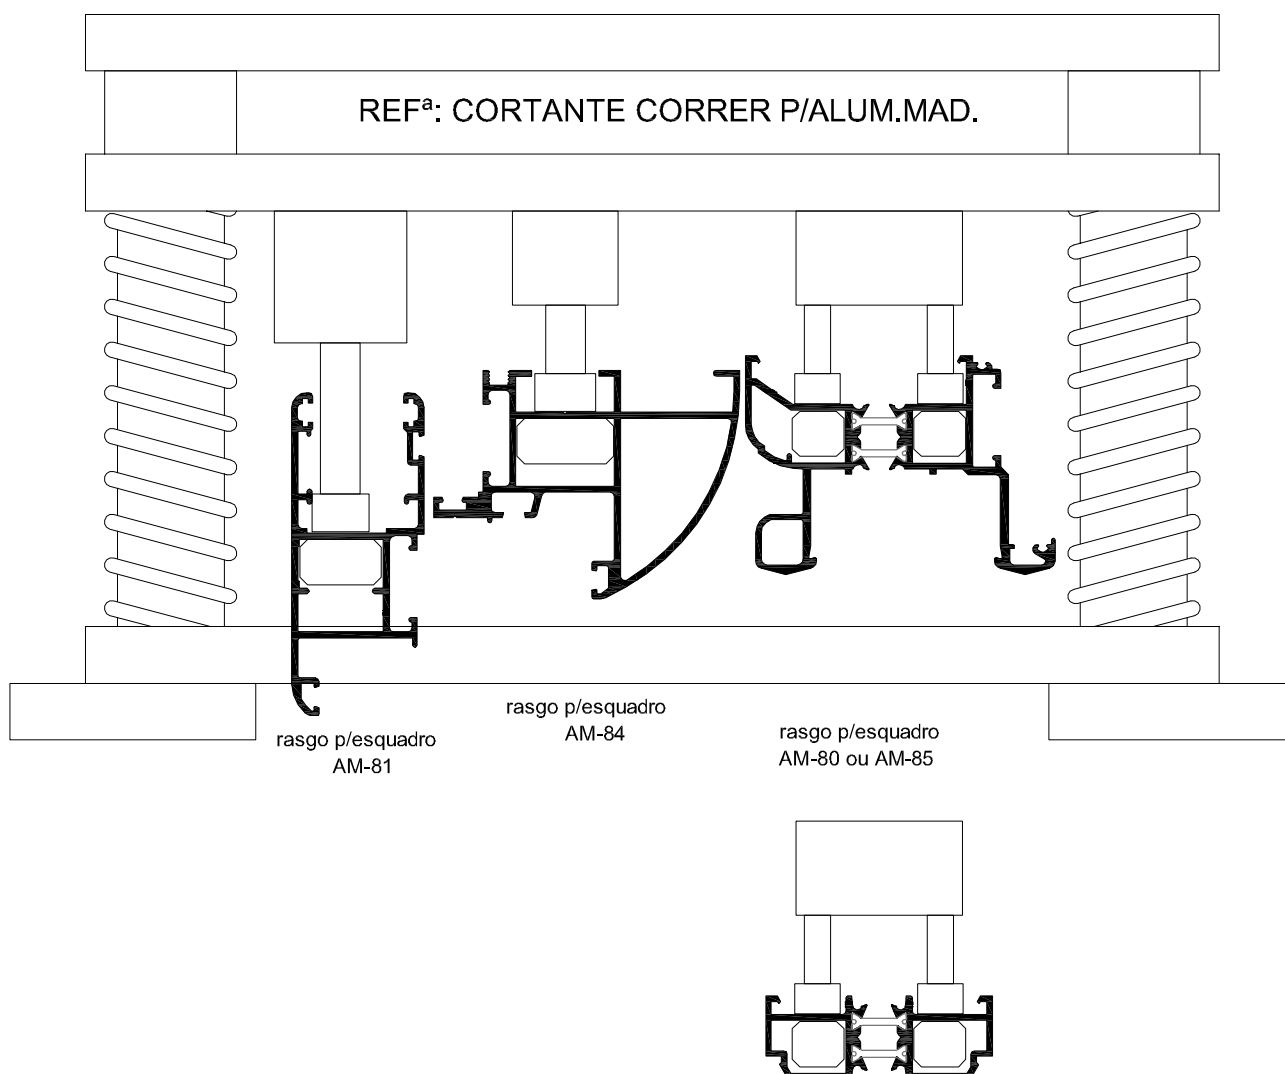 REFª: CORTANTE CORRER P/ALUM.MAD.
rasgo p/esquadro
AM-81
rasgo p/esquadro
AM-84
rasgo p/esquadro
AM-80 ou AM-85